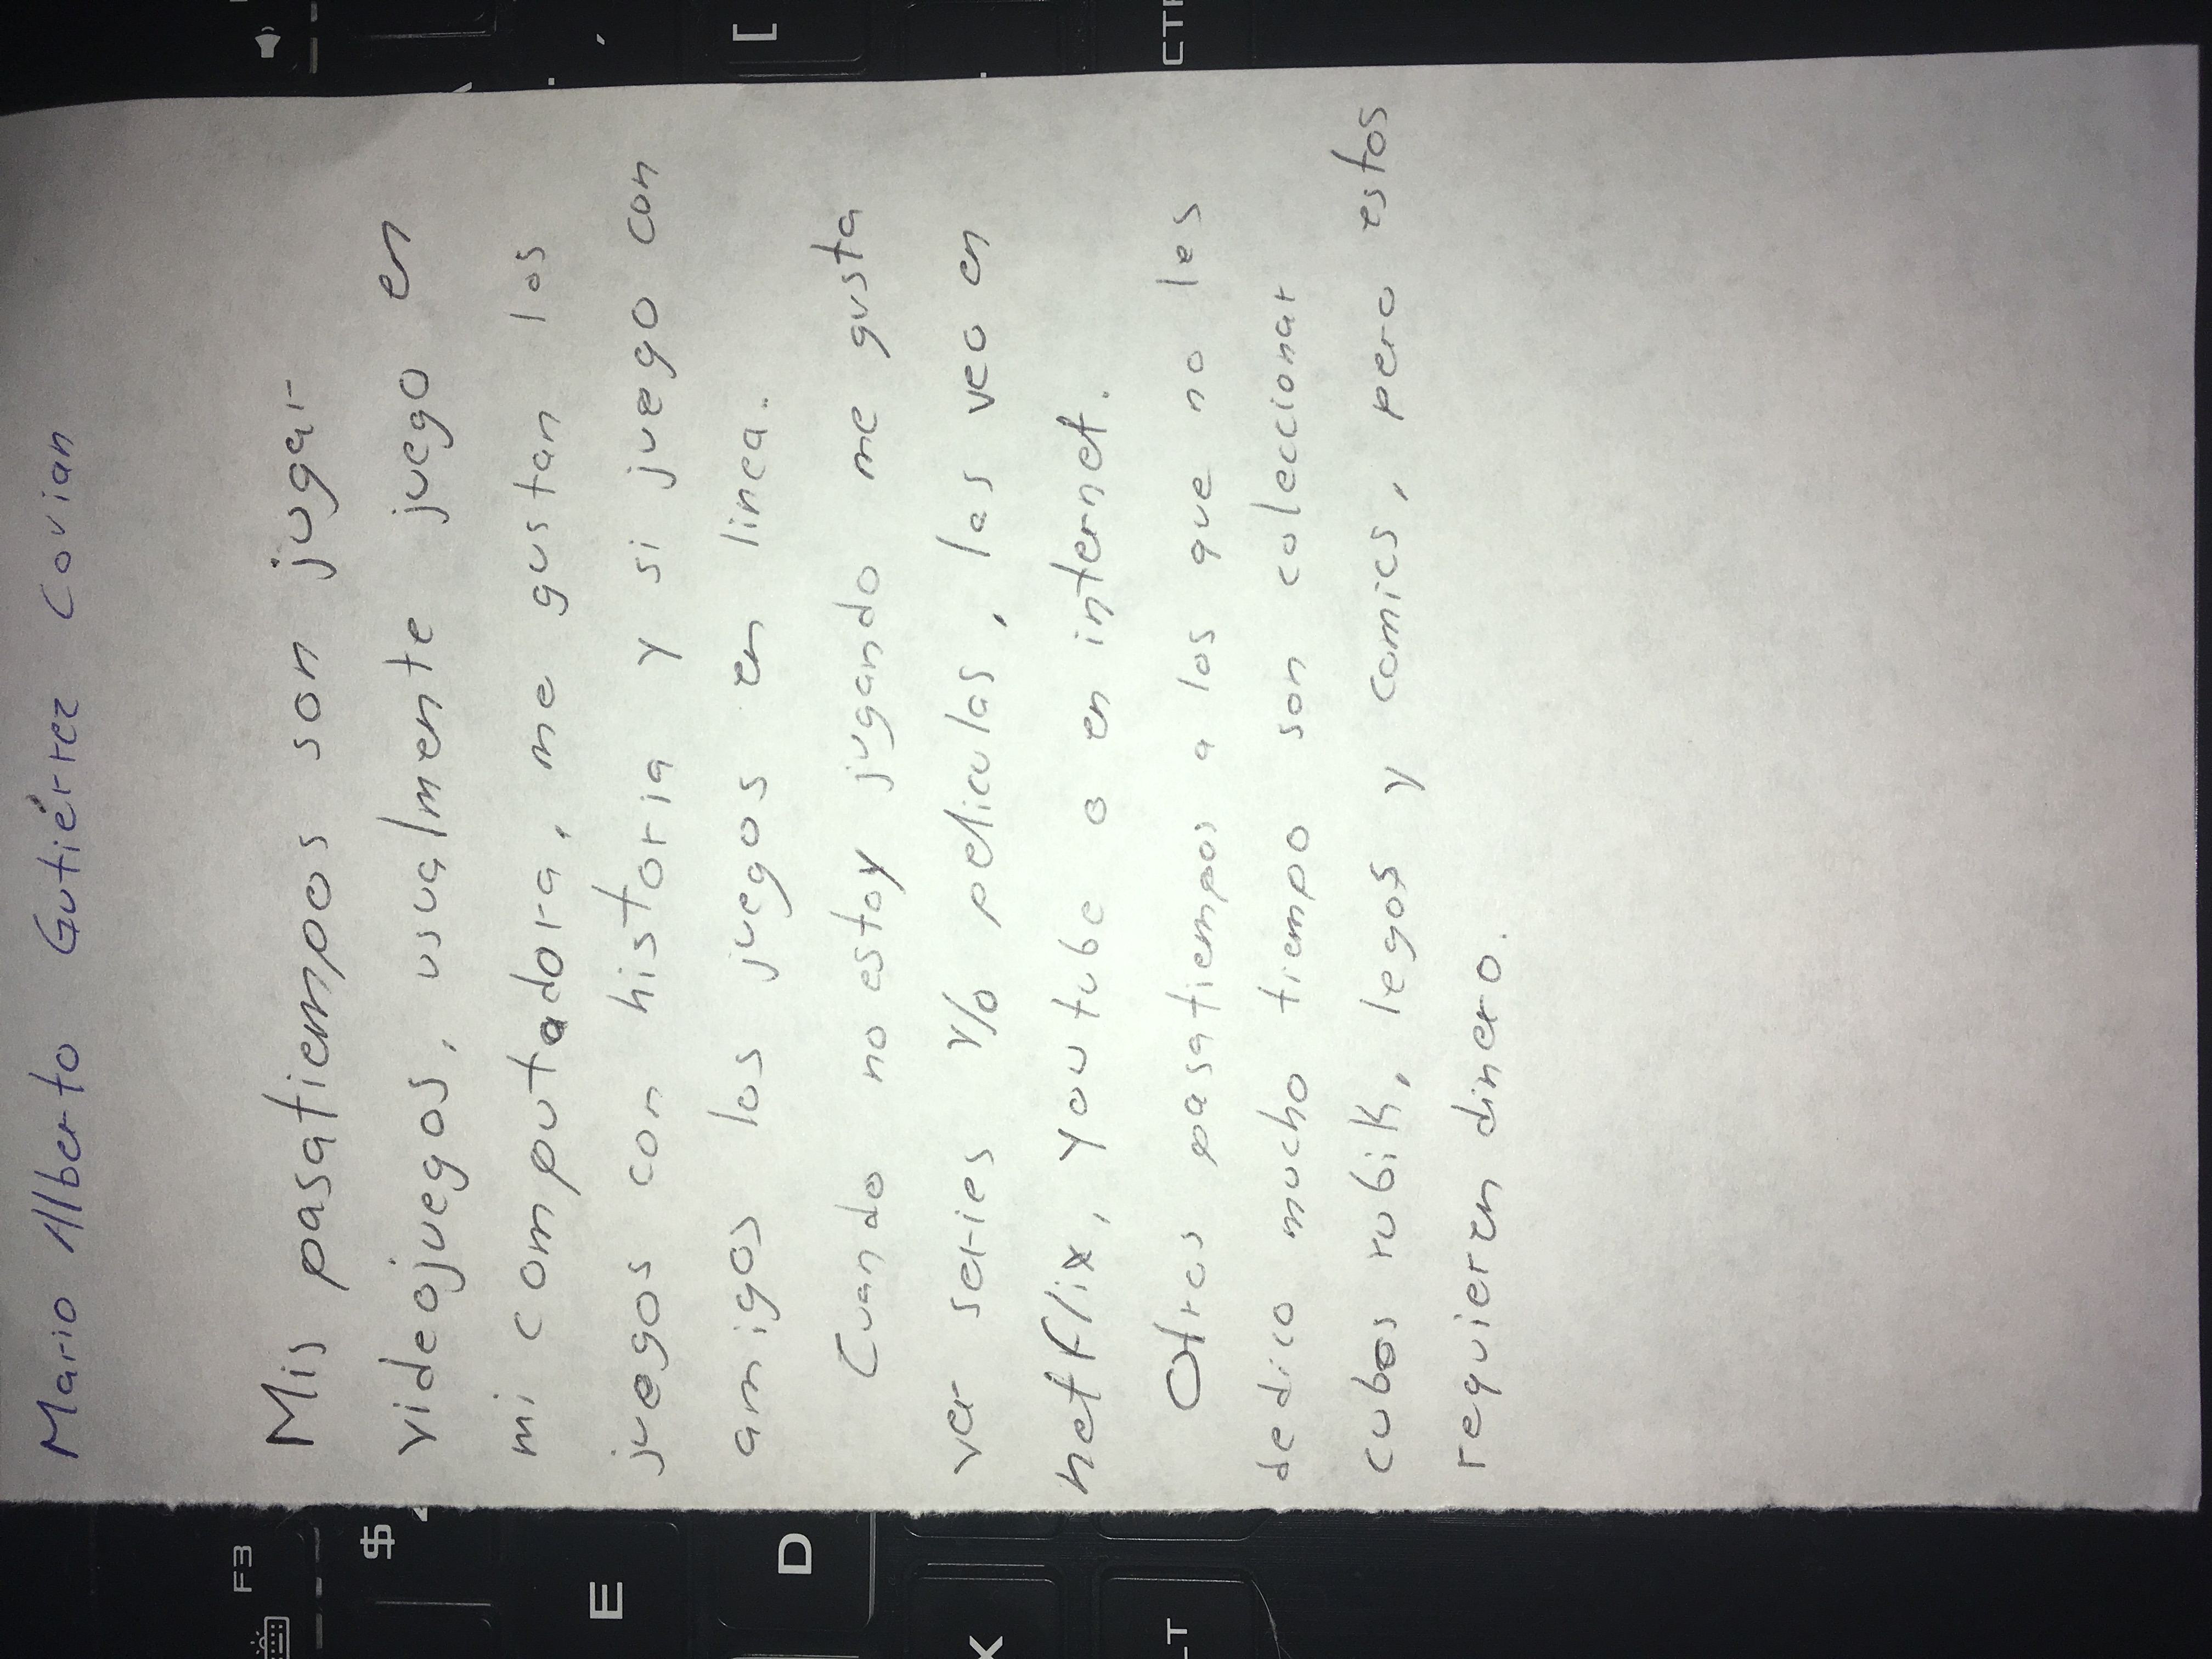 Mario Alberto Gutiérrez Covian
Mis pasatiempos son jugar
videojuegos, usualmente juego en
mi computadora, me gustan los
juegos con historia y si juego con
amigos los juegos en linea.
Cuando no estoy jugando me gusta
ver series y/o peliculas, las veo en
netflix, youtube o en internet.
Otros pasatiempos a los que no les
dedico mucho tiempo son coleccionar
cubos rubik, legos y comics, pero estos
requieren dinero.
F3
$
E
D
X
LT
[
CTR